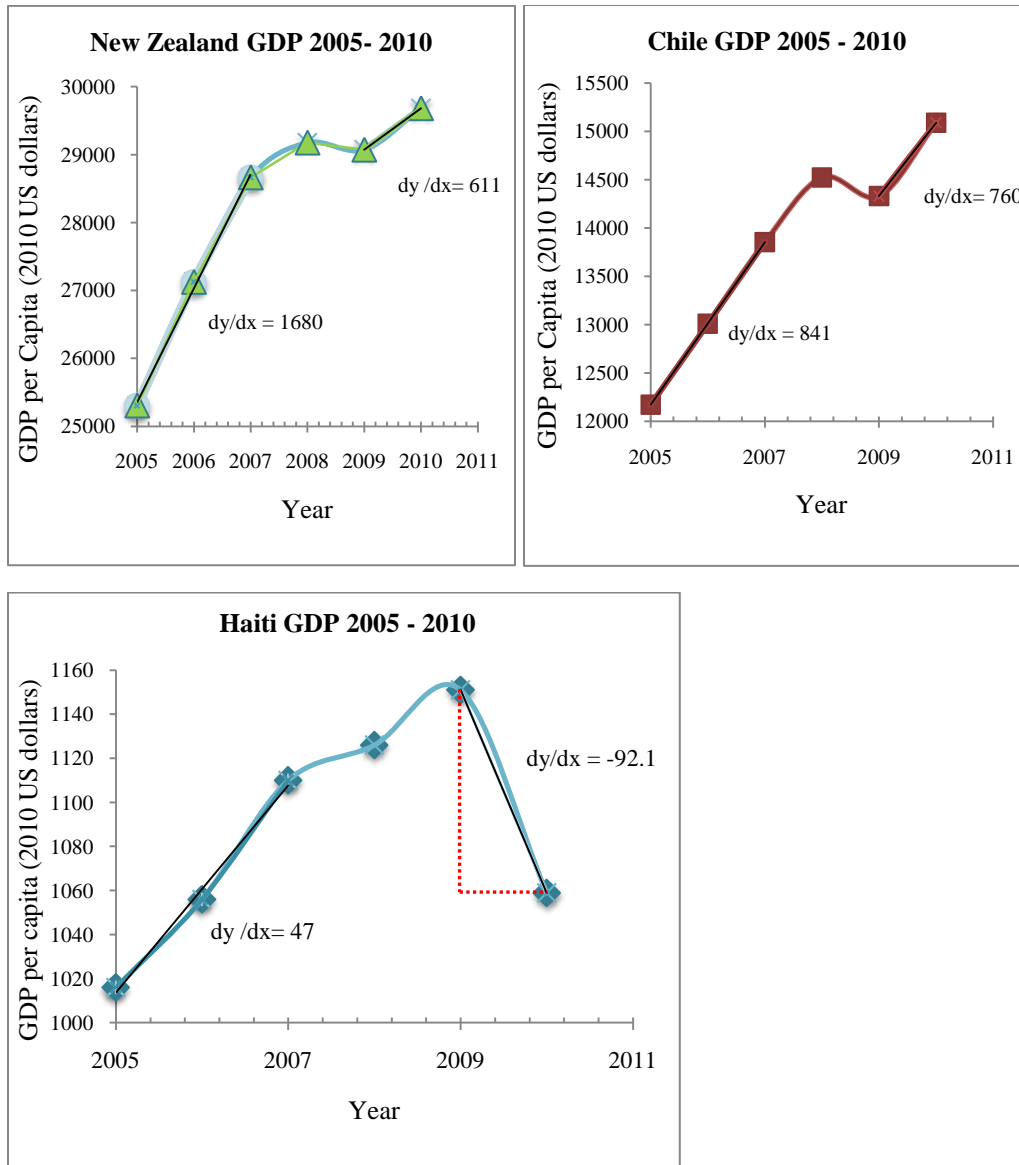 New Zealand GDP 2005- 2010
GDP per Capita (2010 US dollars)
30000
29000
28000
27000
26000
25000
dy /dx= 611
dy/dx = 1680
2005 2006 2007 2008 2009 2010 2011
Year
Chile GDP 2005 - 2010
GDP per Capita (2010 US dollars)
15500
15000
14500
14000
13500
13000
12500
12000
dy/dx= 760
dy/dx = 841
2005 2007 2009 2011
Year
Haiti GDP 2005 - 2010
GDP per capita (2010 US dollars)
1160
1140
1120
1100
1080
1060
1040
1020
1000
dy/dx = -92.1
dy /dx= 47
2005 2007 2009 2011
Year